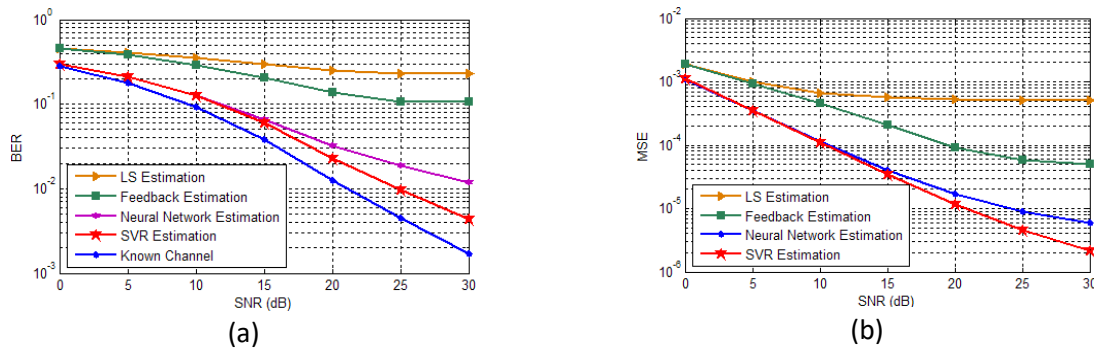 10^0
10^-1
10^-2
10^-3
BER
0 5 10 15 20 25 30
SNR (dB)
LS Estimation
Feedback Estimation
Neural Network Estimation
SVR Estimation
Known Channel
(a)
10^-2
10^-3
10^-4
10^-5
10^-6
MSE
0 5 10 15 20 25 30
SNR (dB)
LS Estimation
Feedback Estimation
Neural Network Estimation
SVR Estimation
(b)